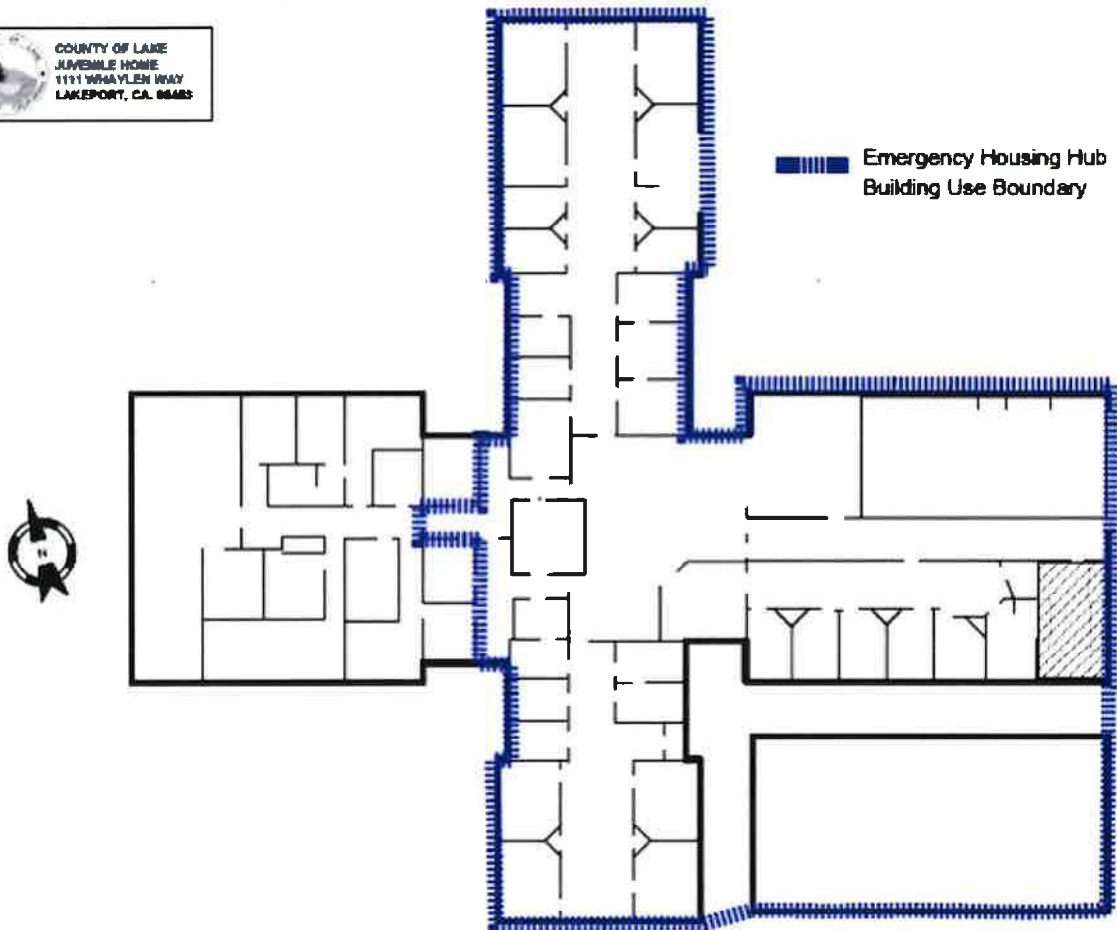 COUNTY OF LAKE
JUVENILE HOME
1111 WHAYLEN WAY
LAKEPORT, CA.
Emergency Housing Hub
Building Use Boundary
N